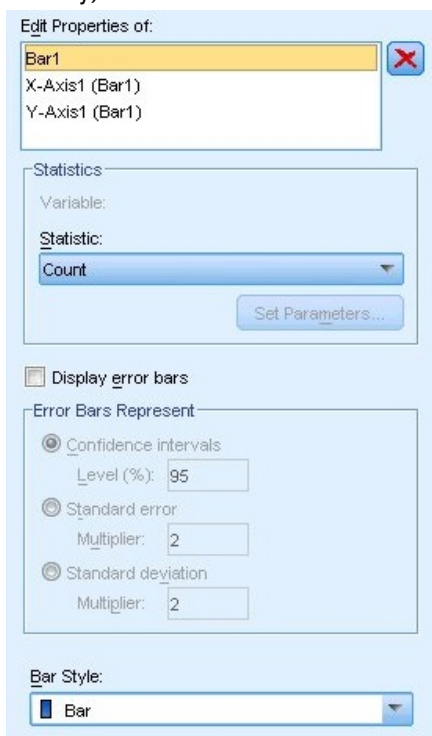 Edit Properties of:
Bar1
X-Axis1 (Bar1)
Y-Axis1 (Bar1)
Statistics
Variable:
Statistic:
Count
Set Parameters...
Display error bars
Error Bars Represent
Confidence intervals
Level (%): 95
Standard error
Multiplier: 2
Standard deviation
Multiplier: 2
Bar Style:
Bar